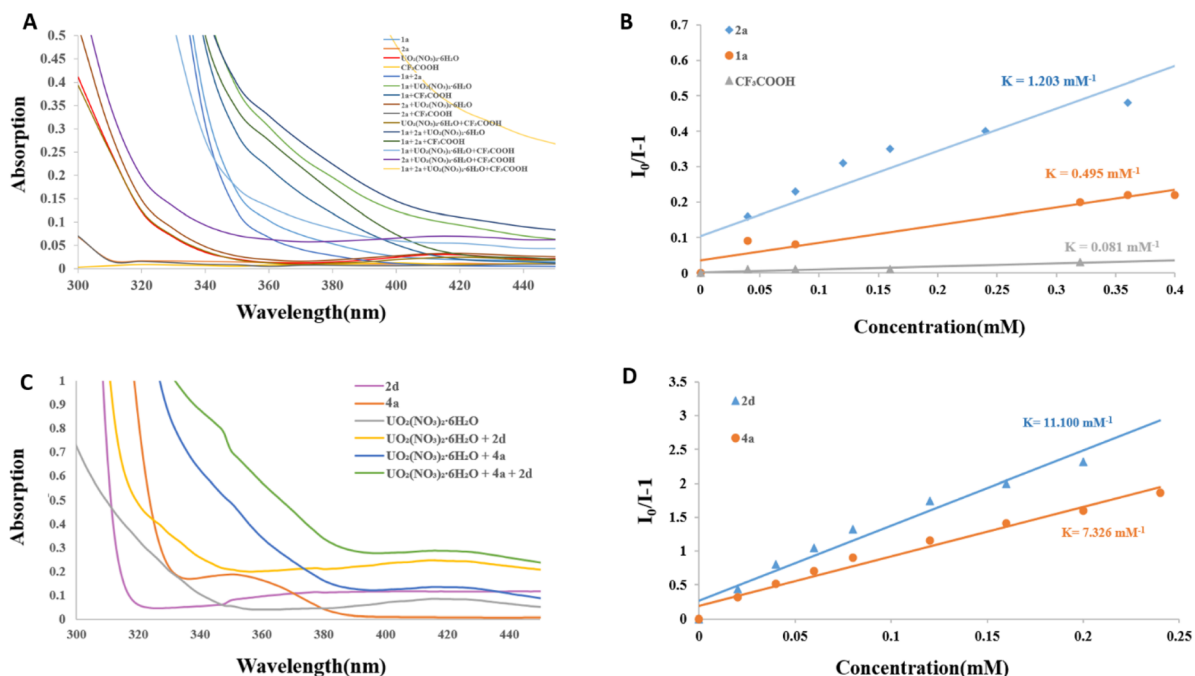 A
0.5
0.45
0.4
0.35
0.3
0.25
0.2
0.15
0.1
0.05
0
300
320
340
360
380
400
420
440
Absorption
Wavelength(nm)
1a
2a
UO₂(NO₃)₂·6H₂O
CF₃COOH
1a+2a
1a+UO₂(NO₃)₂·6H₂O
1a+CF₃COOH
2a+UO₂(NO₃)₂·6H₂O
2a+CF₃COOH
UO₂(NO₃)₂·6H₂O+CF₃COOH
1a+2a+UO₂(NO₃)₂·6H₂O
1a+2a+CF₃COOH
1a+UO₂(NO₃)₂·6H₂O+CF₃COOH
2a+UO₂(NO₃)₂·6H₂O+CF₃COOH
1a+2a+UO₂(NO₃)₂·6H₂O+CF₃COOH
B
0.7
0.6
0.5
0.4
0.3
0.2
0.1
0
0
0.05
0.1
0.15
0.2
0.25
0.3
0.35
0.4
I₀/I-1
Concentration(mM)
2a
1a
CF₃COOH
K = 1.203 mM⁻¹
K = 0.495 mM⁻¹
K = 0.081 mM⁻¹
C
1
0.9
0.8
0.7
0.6
0.5
0.4
0.3
0.2
0.1
0
300
320
340
360
380
400
420
440
Absorption
Wavelength(nm)
2d
4a
UO₂(NO₃)₂·6H₂O
UO₂(NO₃)₂·6H₂O + 2d
UO₂(NO₃)₂·6H₂O + 4a
UO₂(NO₃)₂·6H₂O + 4a + 2d
D
3.5
3
2.5
2
1.5
1
0.5
0
0
0.05
0.1
0.15
0.2
0.25
I₀/I-1
Concentration(mM)
2d
4a
K= 11.100 mM⁻¹
K= 7.326 mM⁻¹